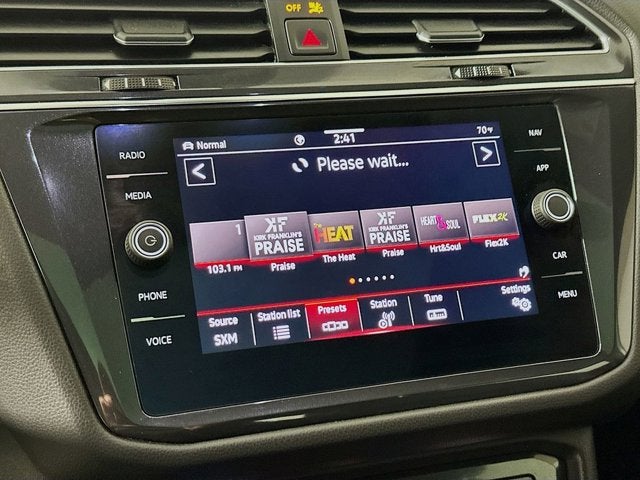 OFF
RADIO
MEDIA
PHONE
VOICE
Normal
2:41
70°F
<
Please wait...
>
1
KF
KIRK FRANKLIN'S
PRAISE
The
HEAT
KF
KIRK FRANKLIN'S
PRAISE
HEART & SOUL
FLEX2K
103.1 FM
Praise
The Heat
Praise
Hrt&Soul
Flex2K
Source
SXM
Station list
Presets
Station
Tune
Settings
NAV
APP
CAR
MENU